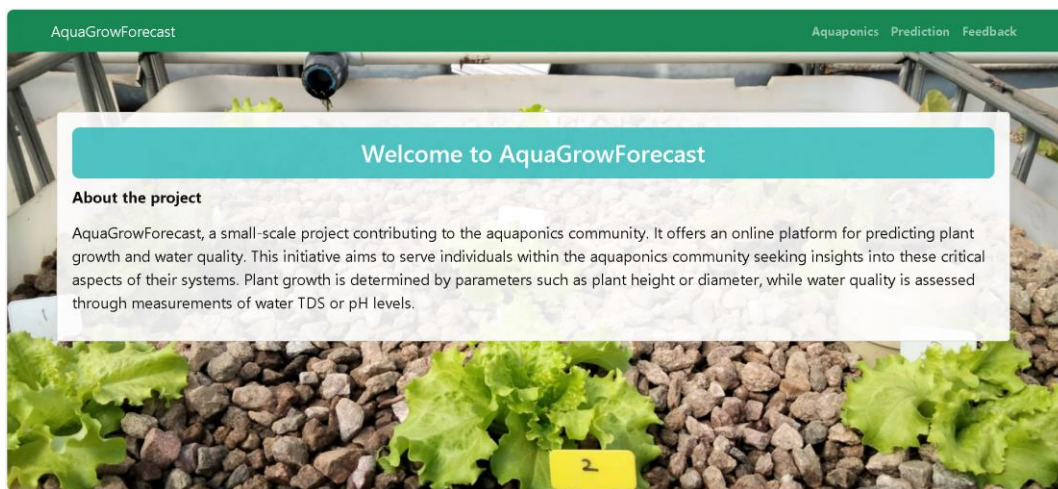 AquaGrowForecast
Aquaponics Prediction Feedback
Welcome to AquaGrowForecast
About the project
AquaGrowForecast, a small-scale project contributing to the aquaponics community. It offers an online platform for predicting plant
growth and water quality. This initiative aims to serve individuals within the aquaponics community seeking insights into these critical
aspects of their systems. Plant growth is determined by parameters such as plant height or diameter, while water quality is assessed
through measurements of water TDS or pH levels.
2